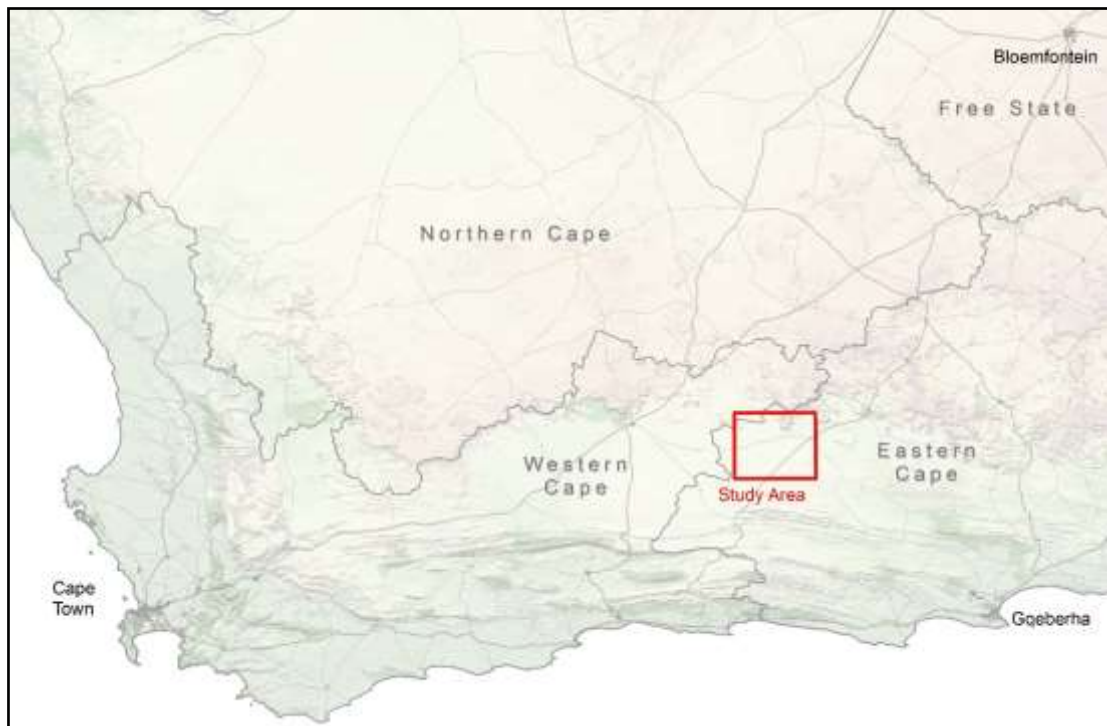 Bloemfontein
Free State
Northern Cape
Western
Cape
Eastern
Cape
Study Area
Cape
Town
Gqeberha